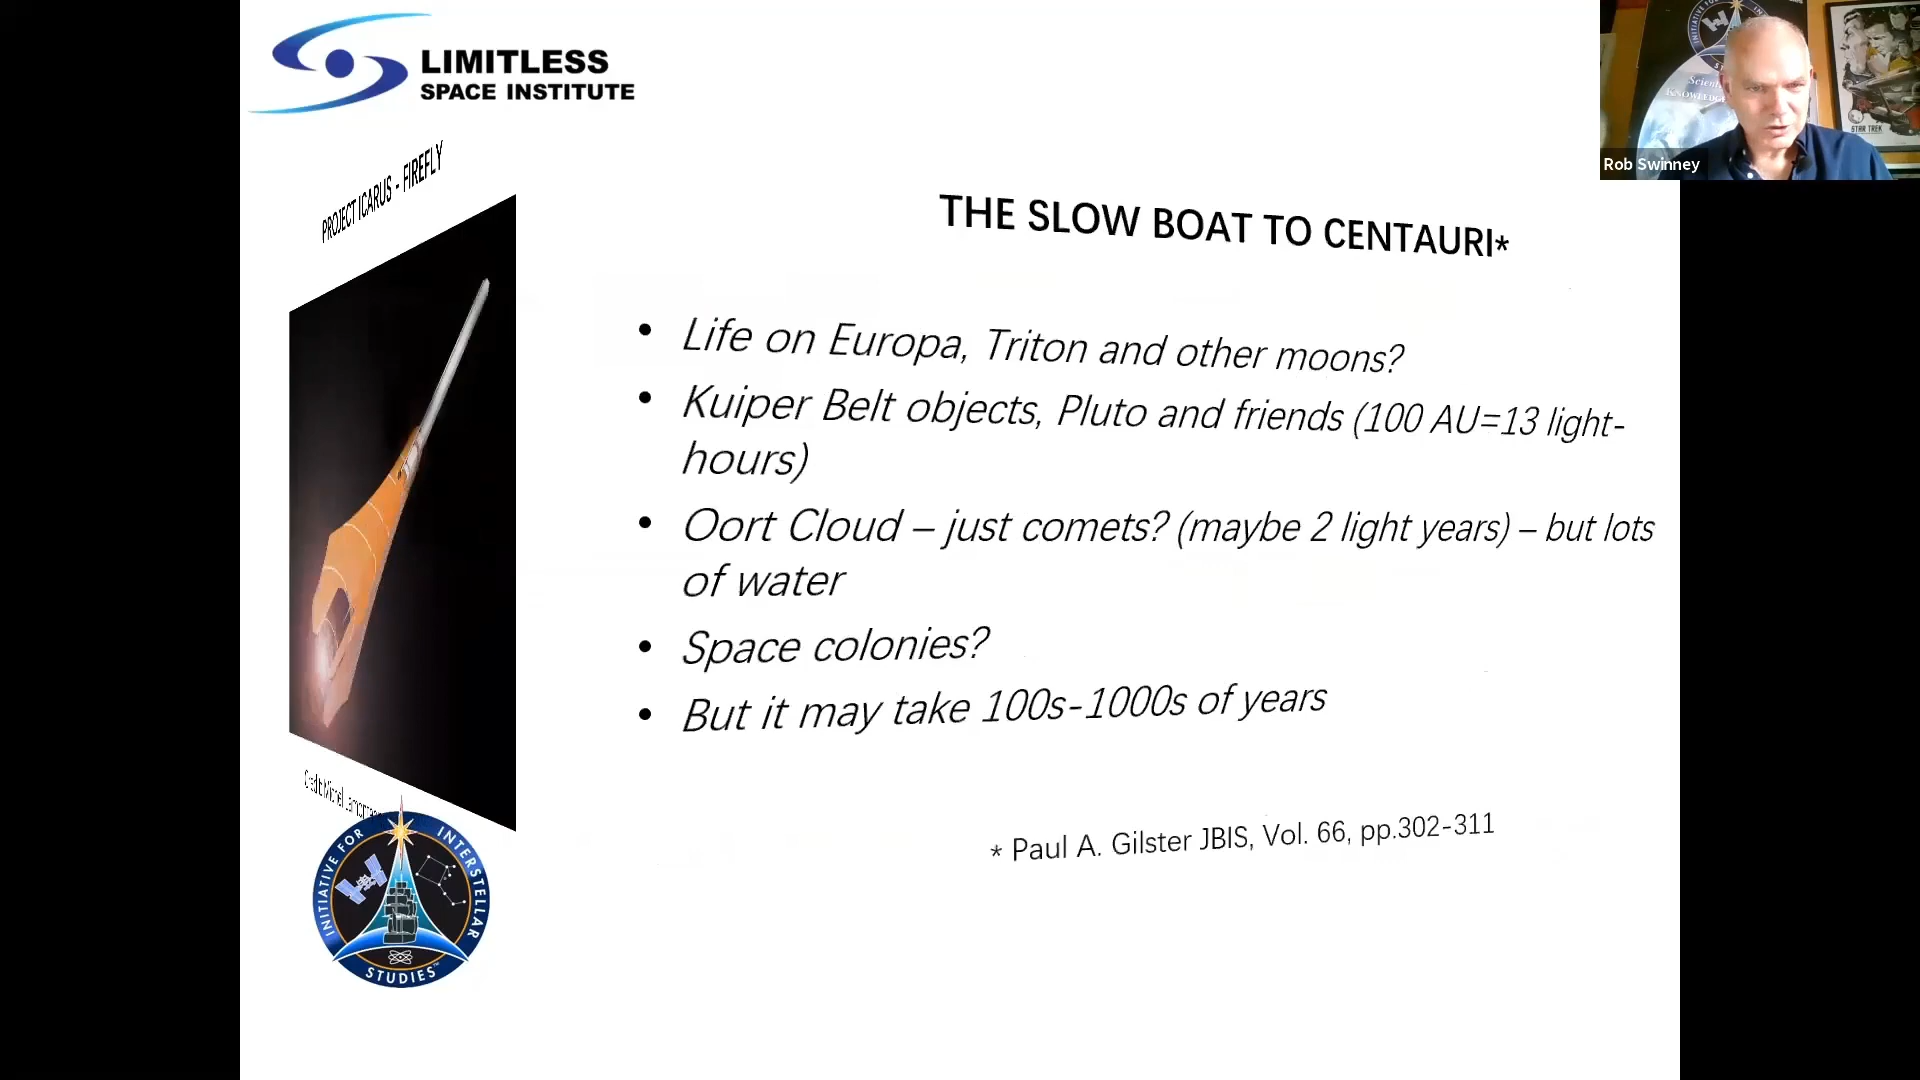 LIMITLESS
SPACE INSTITUTE
PROJECT ICARUS - FIREFLY
THE SLOW BOAT TO CENTAURI*
• Life on Europa, Triton and other moons?
• Kuiper Belt objects, Pluto and friends (100 AU=13 light-
hours)
• Oort Cloud – just comets? (maybe 2 light years) – but lots
of water
• Space colonies?
• But it may take 100s-1000s of years
* Paul A. Gilster JBIS, Vol. 66, pp.302-311
Credit: Michel
INITIATIVE FOR INTERSTELLAR
STUDIES™
Rob Swinney
STAR TREK